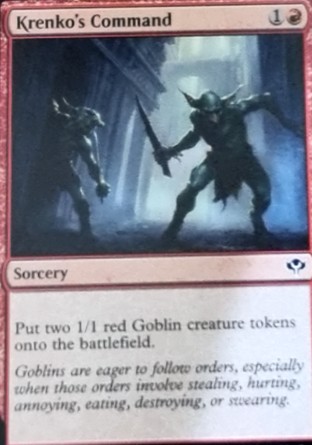 Krenko's Command 1
Sorcery
Put two 1/1 red Goblin creature tokens
onto the battlefield.
Goblins are eager to follow orders, especially
when those orders involve stealing, hurting,
annoying, eating, destroying, or swearing.